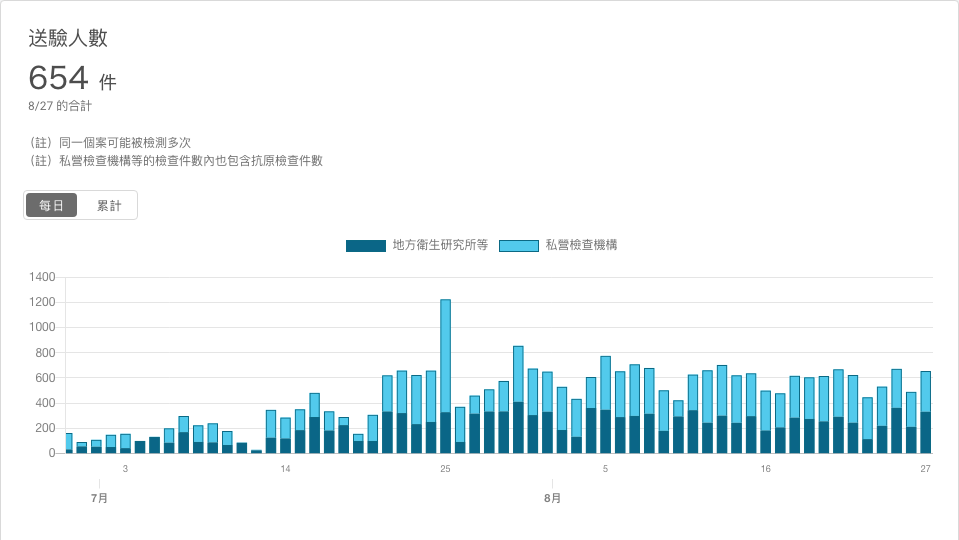 送驗人數
654 件
8/27 的合計
（註）同一個案可能被檢測多次
（註）私營檢查機構等的檢查件數內也包含抗原檢查件數
每日 累計
地方衛生研究所等 私營檢查機構
1400
1200
1000
800
600
400
200
0
3 14 25 5 16 27
7月 8月